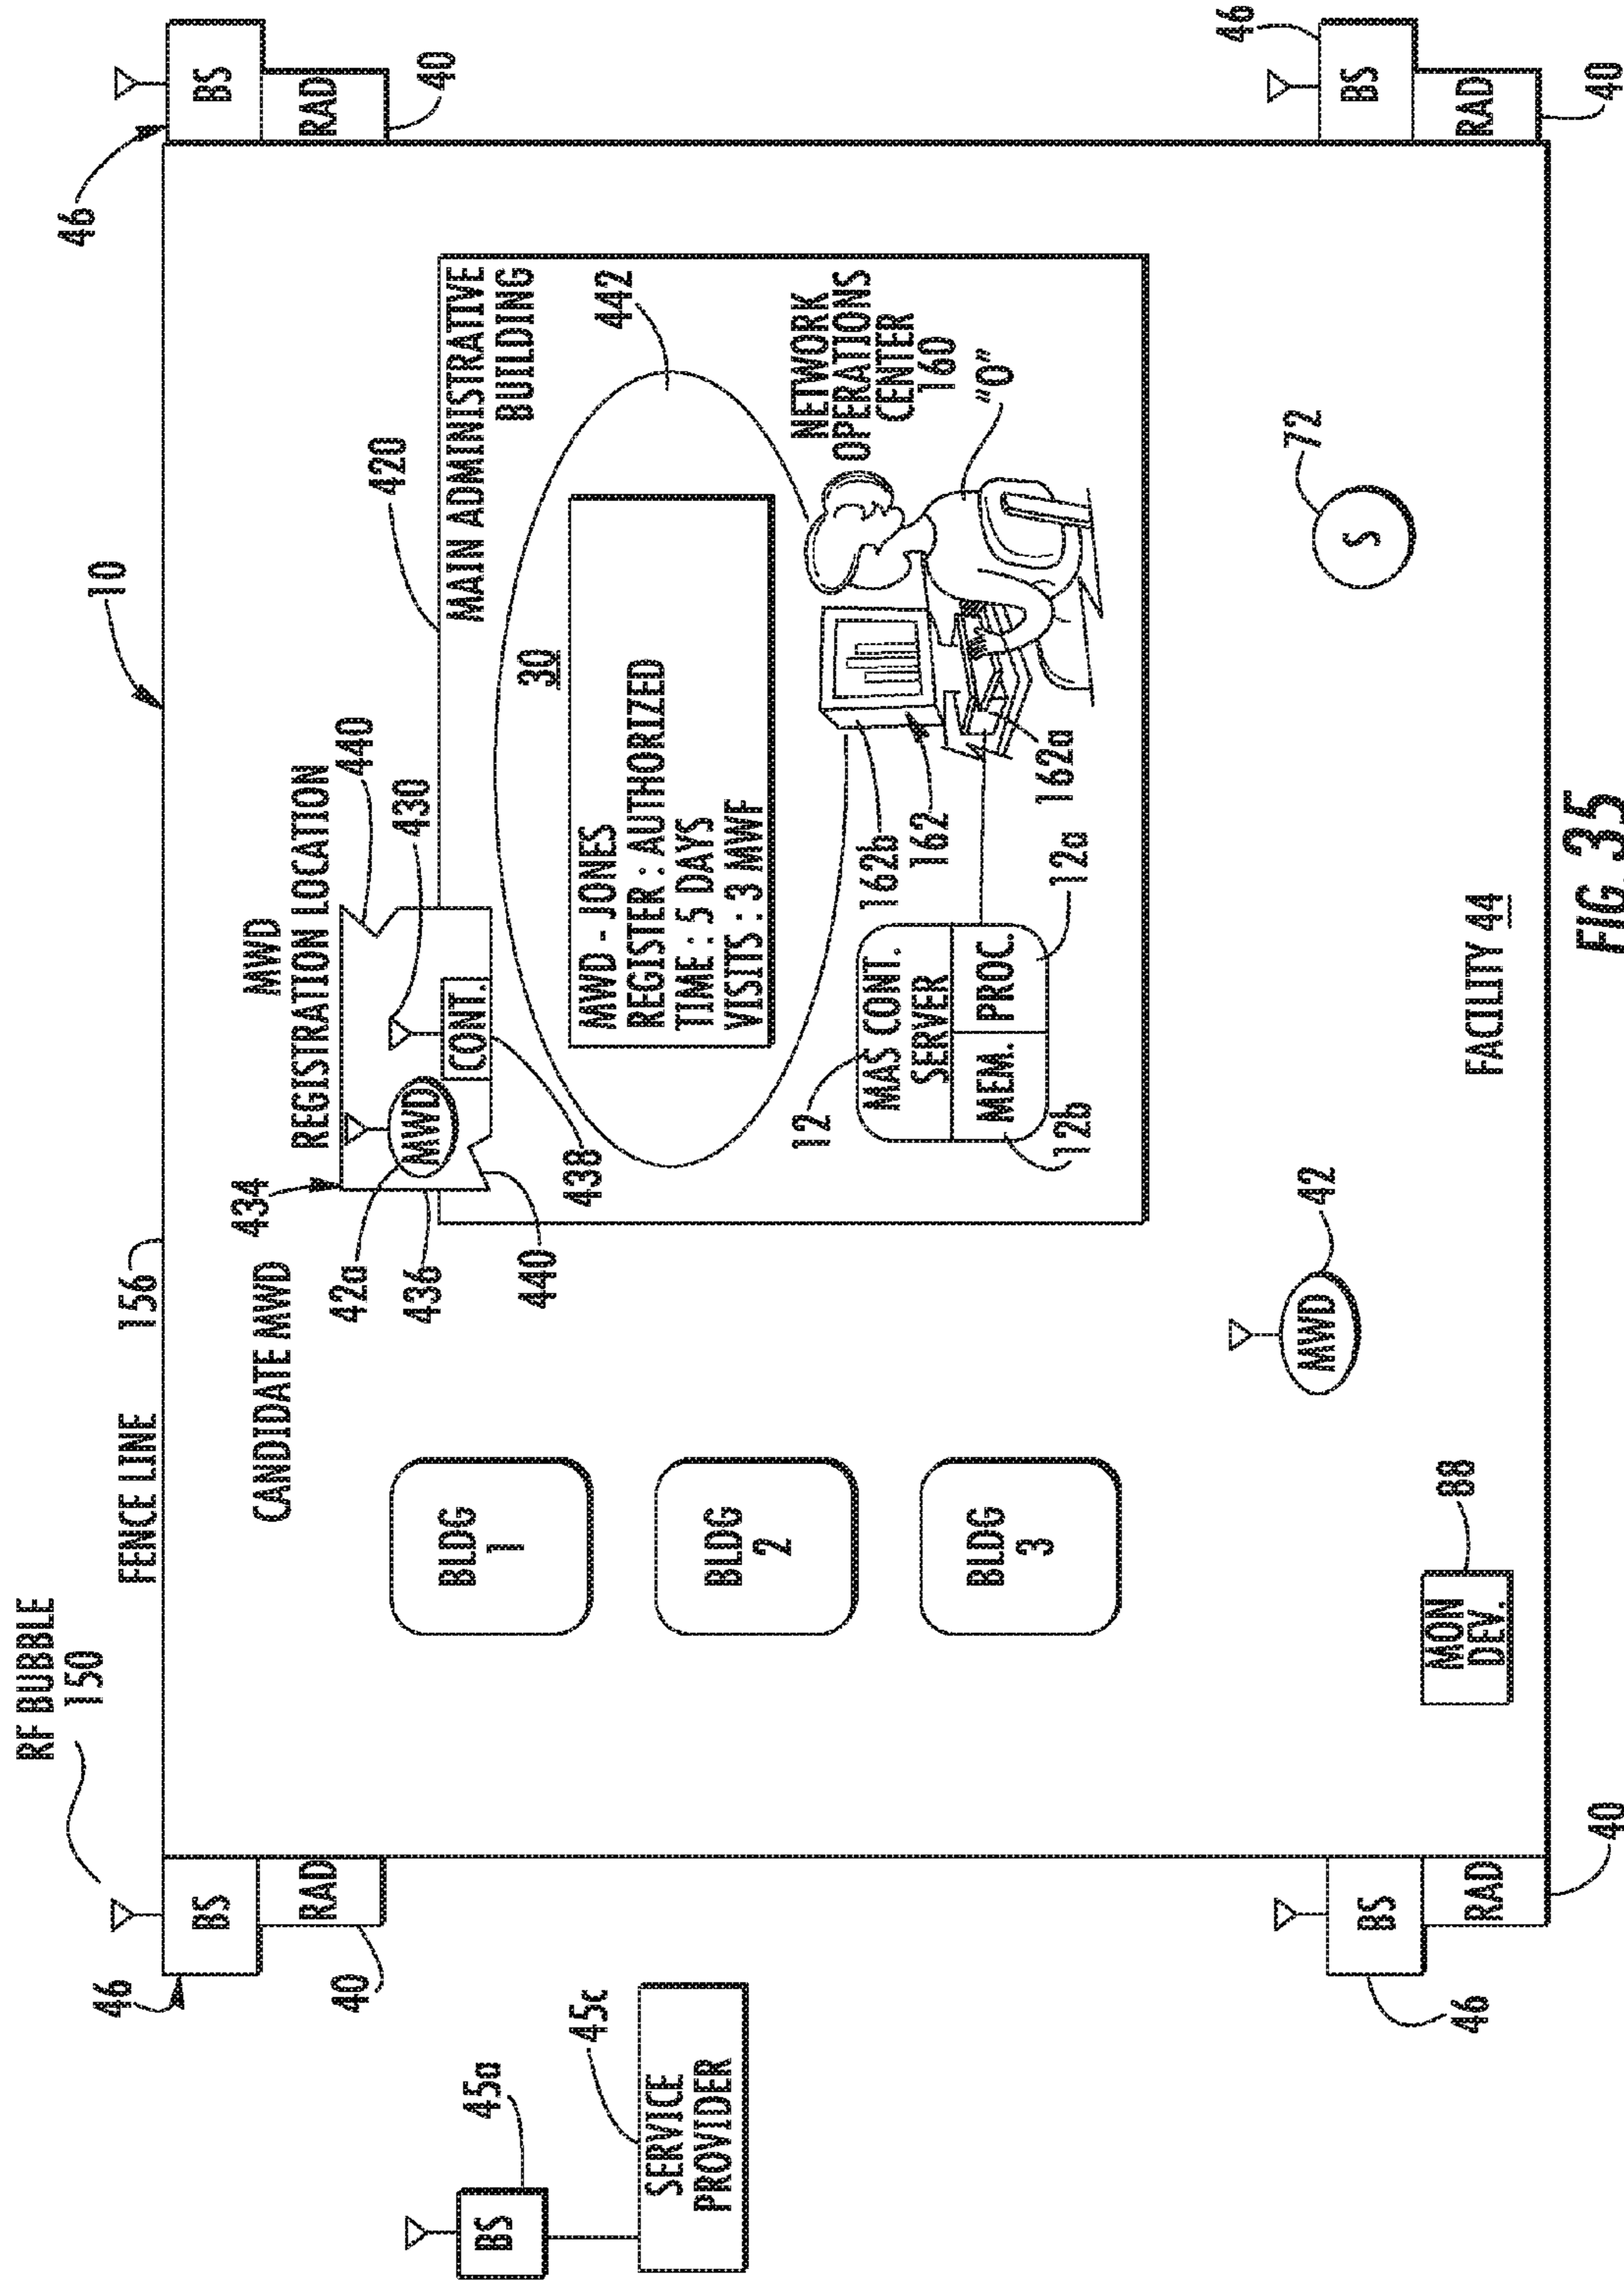 RF BUBBLE
150
FENCE LINE
156
10
46
46
BS
BS
RAD
RAD
40
40
CANDIDATE MWD
434
MWD
REGISTRATION LOCATION
440
430
420
MWD
CONT.
42a
436
440
438
MAIN ADMINISTRATIVE
BUILDING
30
442
MWD - JONES
REGISTER : AUTHORIZED
TIME : 5 DAYS
VISITS : 3 MWF
NETWORK
OPERATIONS
CENTER
160
"O"
162b
162
162a
12
MAS CONT.
SERVER
MEM.
PROC.
12b
12a
BLDG
1
BLDG
2
BLDG
3
45a
BS
45c
SERVICE
PROVIDER
MWD
42
S
72
MON
DEV.
88
46
BS
BS
46
RAD
RAD
40
40
FACILITY 44
FIG. 35